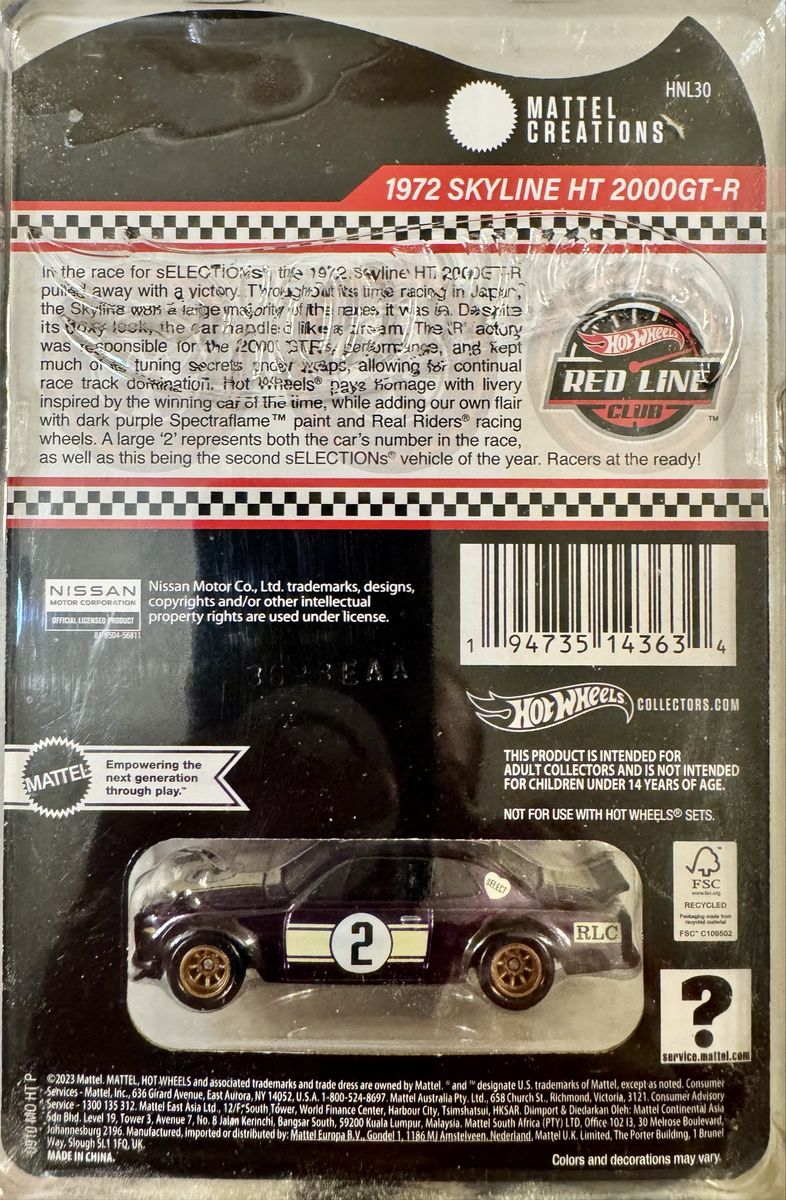 HNL30
MATTEL
CREATIONS
1972 SKYLINE HT 2000GT-R
In the race for sELECTIONs®, the 1972 Skyline HT 2000GT-R
pulled away with a victory. Throughout its time racing in Japan,
the Skyline won a large majority of the races it was in. Despite
its boxy look, the car handled like a dream. The 'R' factory
was responsible for the 2000 GT-R's performance, and kept
much of its tuning secrets under wraps, allowing for continual
race track domination. Hot Wheels® pays homage with livery
inspired by the winning car of the time, while adding our own flair
with dark purple Spectraflame™ paint and Real Riders® racing
wheels. A large '2' represents both the car's number in the race,
as well as this being the second sELECTIONs® vehicle of the year. Racers at the ready!
HOT WHEELS
RED LINE
CLUB™
NISSAN
MOTOR CORPORATION
OFFICIAL LICENSED PRODUCT
Nissan Motor Co., Ltd. trademarks, designs,
copyrights and/or other intellectual
property rights are used under license.
1 94735 14363 4
HOT WHEELS COLLECTORS.COM
MATTEL
Empowering the
next generation
through play.™
THIS PRODUCT IS INTENDED FOR
ADULT COLLECTORS AND IS NOT INTENDED
FOR CHILDREN UNDER 14 YEARS OF AGE.
NOT FOR USE WITH HOT WHEELS® SETS.
FSC
www.fsc.org
RECYCLED
Packaging made from
recycled material
FSC™ C109502
SELECT
2
RLC
?
service.mattel.com
0910 MO HT P
©2023 Mattel. MATTEL, HOT WHEELS and associated trademarks and trade dress are owned by Mattel. ® and ™ designate U.S. trademarks of Mattel, except as noted. Consumer
Services - Mattel, Inc., 636 Girard Avenue, East Aurora, NY 14052, U.S.A. 1-800-524-8697. Mattel Australia Pty. Ltd., 658 Church St., Richmond, Victoria, 3121. Consumer Advisory
Service - 1300 135 312. Mattel East Asia Ltd., 12/F, South Tower, World Finance Center, Harbour City, Tsimshatsui, HKSAR. Diimport & Diedarkan Oleh: Mattel Continental Asia
Sdn Bhd. Level 19, Tower 3, Avenue 7, No. 8 Jalan Kerinchi, Bangsar South, 59200 Kuala Lumpur, Malaysia. Mattel South Africa (PTY) LTD, Office 102 I3, 30 Melrose Boulevard,
Johannesburg 2196. Manufactured, imported or distributed by: Mattel Europa B.V., Gondel 1, 1186 MJ Amstelveen, Nederland. Mattel U.K. Limited, The Porter Building, 1 Brunel
Way, Slough SL1 1FQ, UK.
MADE IN CHINA.
Colors and decorations may vary.